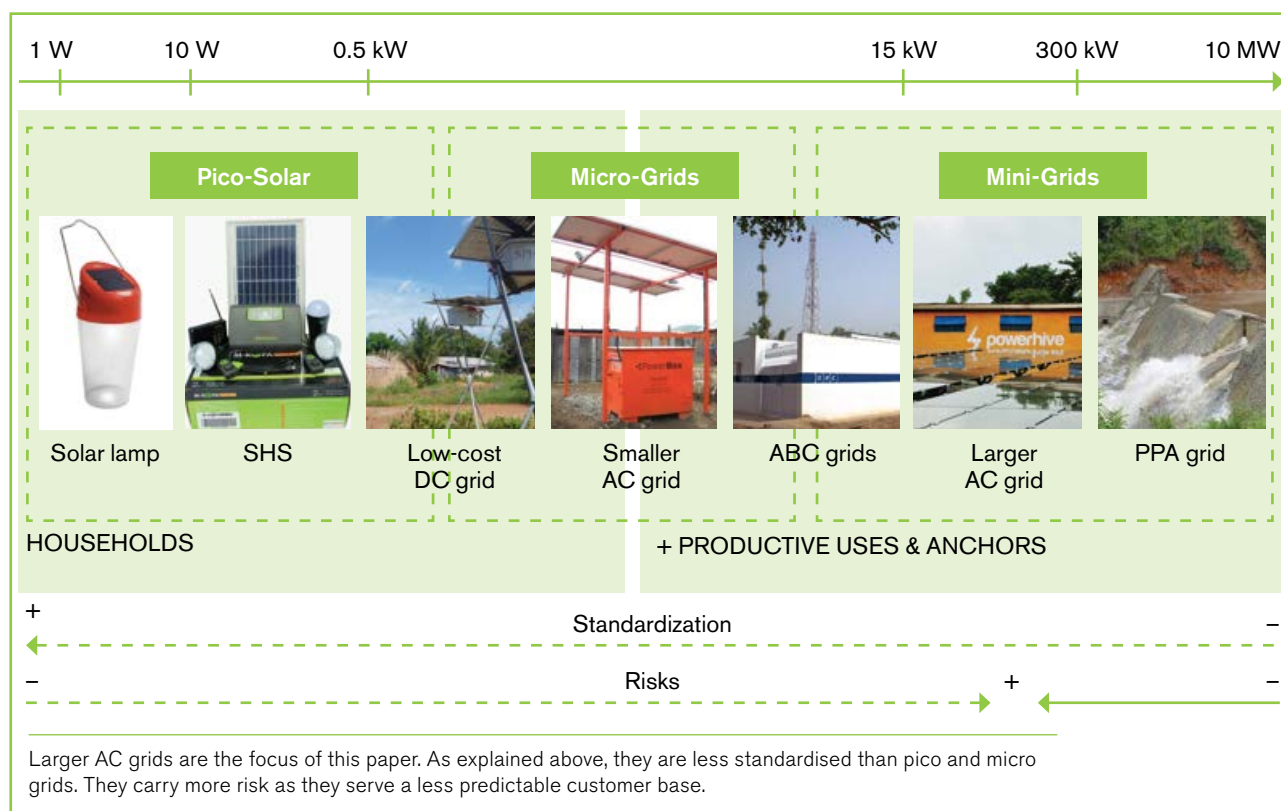 1 W 10 W 0.5 kW 15 kW 300 kW 10 MW
Pico-Solar Micro-Grids Mini-Grids
powerhive
PowerBox
Solar lamp SHS Low-cost DC grid Smaller AC grid ABC grids Larger AC grid PPA grid
HOUSEHOLDS + PRODUCTIVE USES & ANCHORS
+ Standardization –
– Risks + –
Larger AC grids are the focus of this paper. As explained above, they are less standardised than pico and micro
grids. They carry more risk as they serve a less predictable customer base.